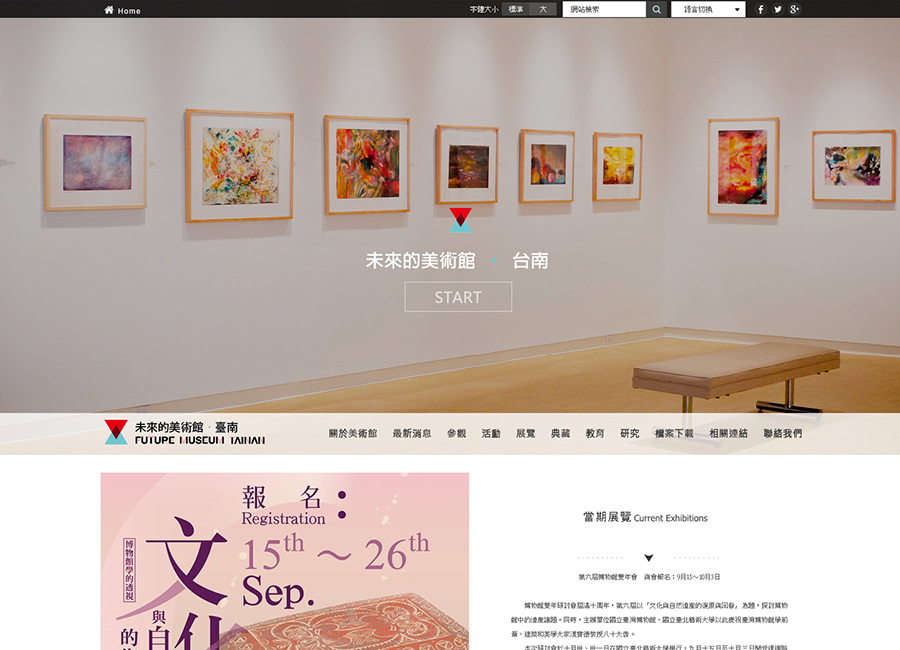 Home
字體大小 標準 大 網站檢索 語言切換
未來的美術館 · 台南
START
未來的美術館 · 臺南
FUTUPE MUSEUM TAINAN
關於美術館 最新消息 參觀 活動 展覽 典藏 教育 研究 檔案下載 相關連結 聯絡我們
報 名：
Registration
15th ～ 26th
Sep.
博物館學的透視
文化
與自
的
當期展覽 Current Exhibitions
第六屆博物館雙年會 與會報名：9月15～10月3日
博物館雙年研討會屆滿十周年，第六屆以「文化與自然遺產的復原與回春」為題，探討博物
館中的遺產議題。同時，主辦單位國立臺灣博物館、國立臺北藝術大學以此慶祝臺灣博物館學前
輩、建築和美學大家漢寶德教授八十大壽。